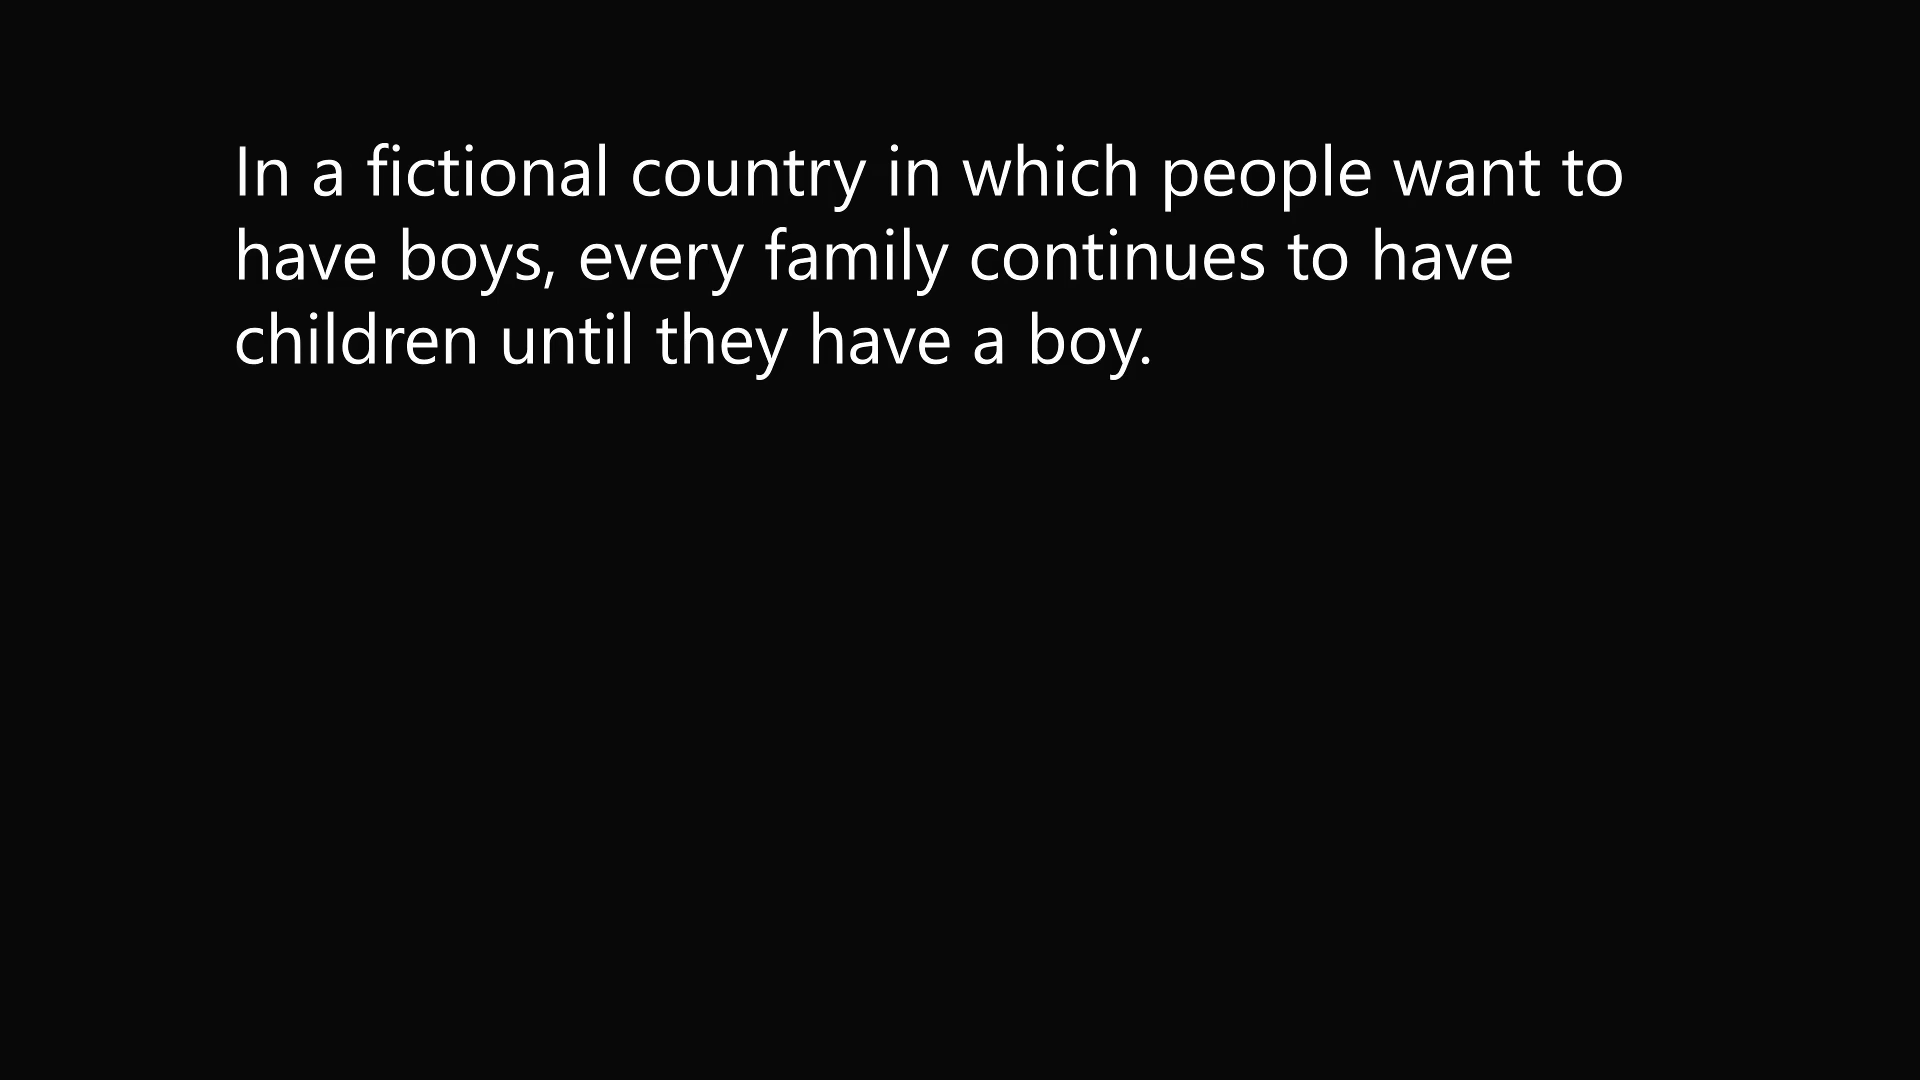 In a fictional country in which people want to
have boys, every family continues to have
children until they have a boy.